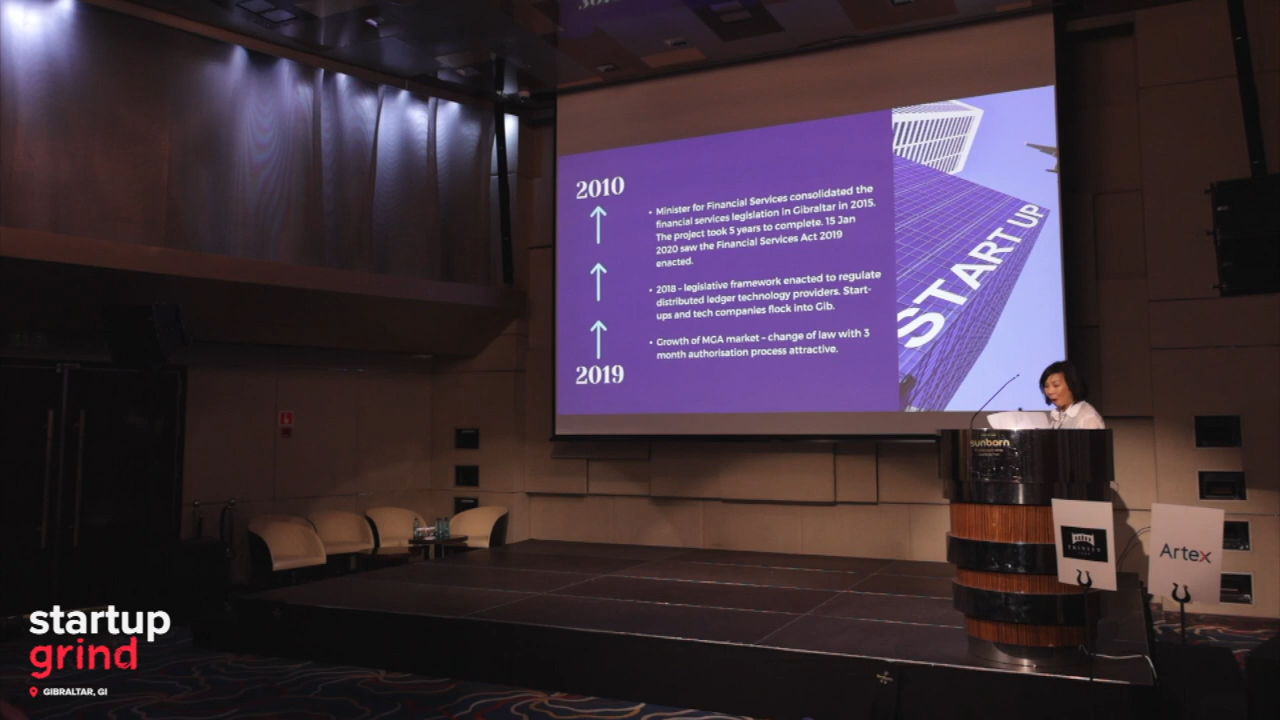 2010
2019
• Minister for Financial Services consolidated the
financial services legislation in Gibraltar in 2015.
The project took 5 years to complete. 15 Jan
2020 saw the Financial Services Act 2019
enacted.
• 2018 – legislative framework enacted to regulate
distributed ledger technology providers. Start-
ups and tech companies flock into Gib.
• Growth of MGA market – change of law with 3
month authorisation process attractive.
START UP
sunborn
Artex
startup
grind
GIBRALTAR, GI